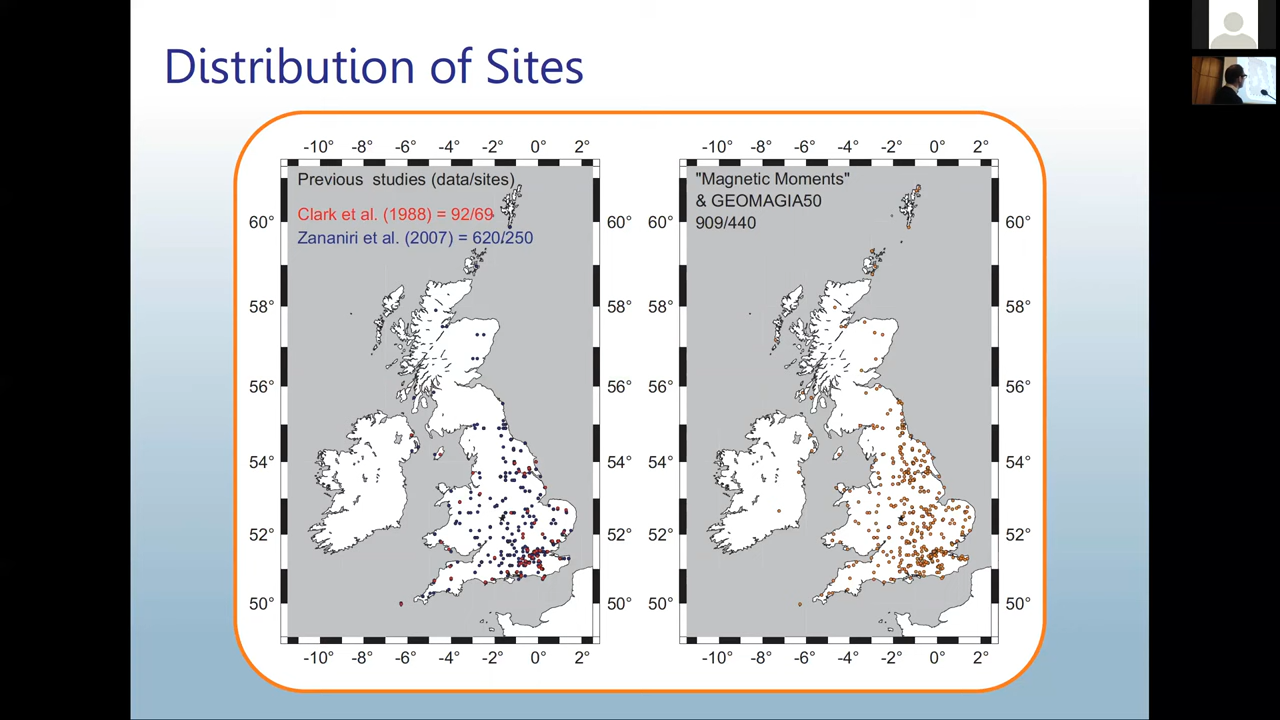 Distribution of Sites
-10° -8° -6° -4° -2° 0° 2°
Previous studies (data/sites)
Clark et al. (1988) = 92/69
Zananiri et al. (2007) = 620/250
60° 60°
58° 58°
56° 56°
54° 54°
52° 52°
50° 50°
-10° -8° -6° -4° -2° 0° 2°
-10° -8° -6° -4° -2° 0° 2°
"Magnetic Moments"
& GEOMAGIA50
909/440
60° 60°
58° 58°
56° 56°
54° 54°
52° 52°
50° 50°
-10° -8° -6° -4° -2° 0° 2°